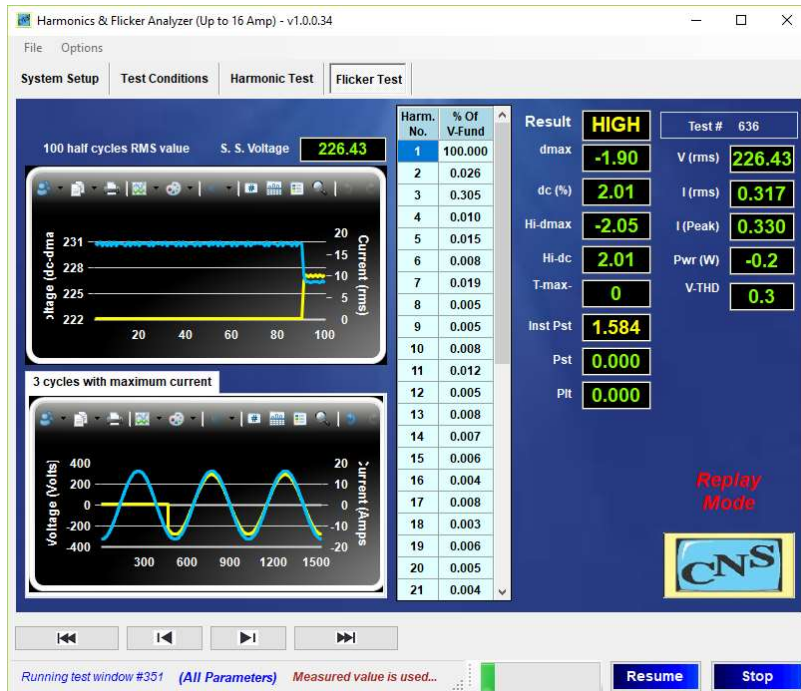 CNS Harmonics & Flicker Analyzer (Up to 16 Amp) - v1.0.0.34
File Options
System Setup Test Conditions Harmonic Test Flicker Test
100 half cycles RMS value S. S. Voltage 226.43
231
228
225
222
20
15
10
5
0
20 40 60 80 100
Current (rms)
3 cycles with maximum current
Voltage (Volts)
400
200
0
-200
-400
20
10
0
-10
-20
300 600 900 1200 1500
Harm. No. % Of V-Fund
1 100.000
2 0.026
3 0.305
4 0.010
5 0.015
6 0.008
7 0.019
8 0.005
9 0.005
10 0.008
11 0.012
12 0.005
13 0.008
14 0.007
15 0.006
16 0.004
17 0.008
18 0.003
19 0.006
20 0.005
21 0.004
Result HIGH
dmax -1.90
dc (%) 2.01
Hi-dmax -2.05
Hi-dc 2.01
T-max- 0
Inst Pst 1.584
Pst 0.000
Plt 0.000
Test # 636
V (rms) 226.43
I (rms) 0.317
I (Peak) 0.330
Pwr (W) -0.2
V-THD 0.3
Replay
Mode
CNS
Running test window #351 (All Parameters) Measured value is used... Resume Stop